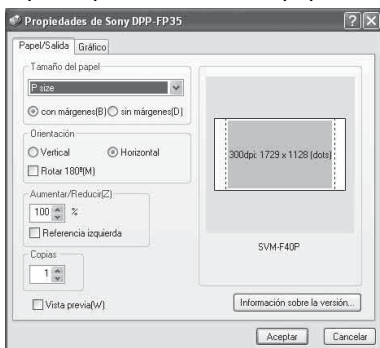 Propiedades de Sony DPP-FP35
Papel/Salida Gráfico
Tamaño del papel
P size
con márgenes(B) sin márgenes(D)
Orientación
Vertical Horizontal
Rotar 180º(M)
Aumentar/Reducir(Z)
100 %
Referencia izquierda
Copias
1
Vista previa(W)
300dpi: 1729 x 1128 (dots)
SVM-F40P
Información sobre la versión...
Aceptar Cancelar